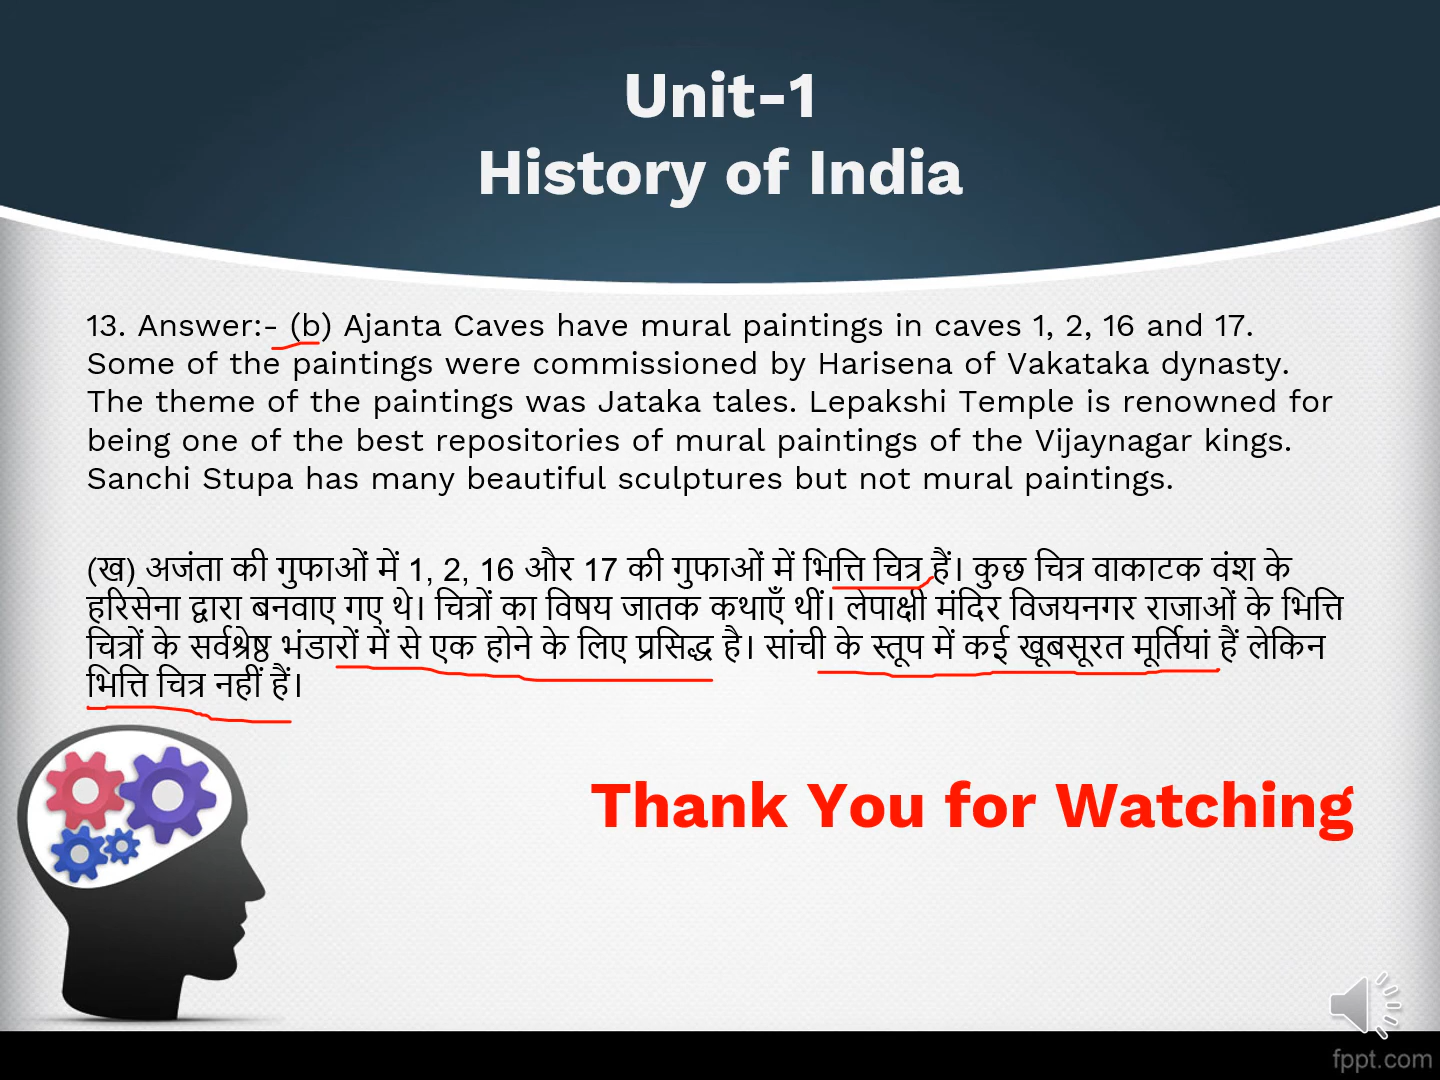 Unit-1
History of India
13. Answer:- (b) Ajanta Caves have mural paintings in caves 1, 2, 16 and 17.
Some of the paintings were commissioned by Harisena of Vakataka dynasty.
The theme of the paintings was Jataka tales. Lepakshi Temple is renowned for
being one of the best repositories of mural paintings of the Vijaynagar kings.
Sanchi Stupa has many beautiful sculptures but not mural paintings.
(ख) अजंता की गुफाओं में 1, 2, 16 और 17 की गुफाओं में भित्ति चित्र हैं। कुछ चित्र वाकाटक वंश के
हरिसेना द्वारा बनवाए गए थे। चित्रों का विषय जातक कथाएँ थीं। लेपाक्षी मंदिर विजयनगर राजाओं के भित्ति
चित्रों के सर्वश्रेष्ठ भंडारों में से एक होने के लिए प्रसिद्ध है। सांची के स्तूप में कई खूबसूरत मूर्तियां हैं लेकिन
भित्ति चित्र नहीं हैं।
Thank You for Watching
fppt.com